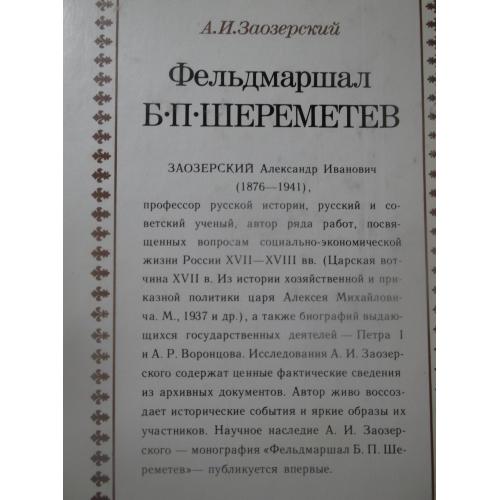 А.И.Заозерский
Фельдмаршал
Б·П·ШЕРЕМЕТЕВ
ЗАОЗЕРСКИЙ Александр Иванович
(1876—1941),
профессор русской истории, русский и со-
ветский ученый, автор ряда работ, посвя-
щенных вопросам социально-экономической
жизни России XVII—XVIII вв. (Царская вот-
чина XVII в. Из истории хозяйственной и при-
казной политики царя Алексея Михайлови-
ча. М., 1937 и др.), а также биографий выдаю-
щихся государственных деятелей — Петра I
и А. Р. Воронцова. Исследования А. И. Заозер-
ского содержат ценные фактические сведения
из архивных документов. Автор живо воссоз-
дает исторические события и яркие образы их
участников. Научное наследие А. И. Заозер-
ского — монография «Фельдмаршал Б. П. Ше-
реметев»— публикуется впервые.